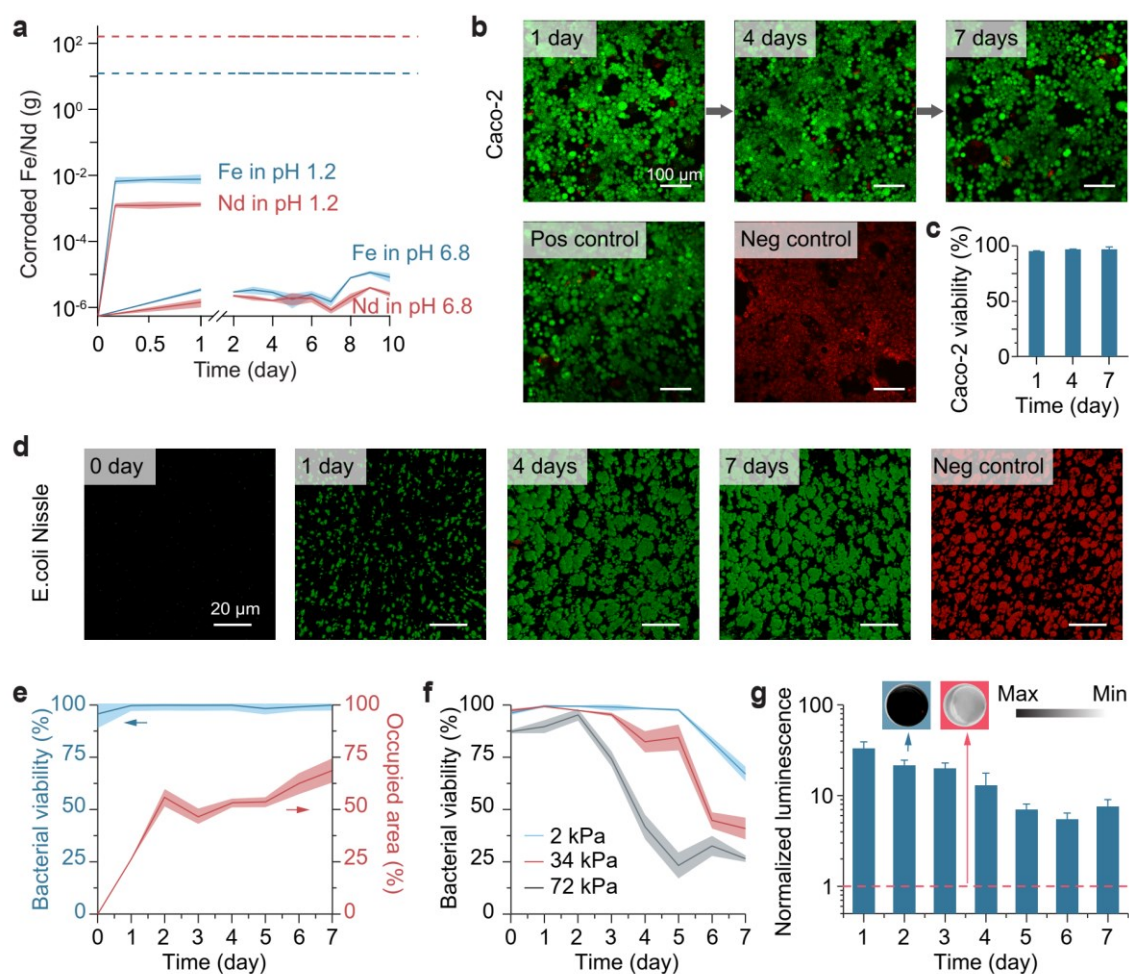 a
Corroded Fe/Nd (g)
10²
10⁰
10⁻²
10⁻⁴
10⁻⁶
Fe in pH 1.2
Nd in pH 1.2
Fe in pH 6.8
Nd in pH 6.8
0 0.5 1 2 4 6 8 10
Time (day)
b
Caco-2
1 day
4 days
7 days
100 µm
Pos control
Neg control
c
Caco-2 viability (%)
100
50
0
1 4 7
Time (day)
d
E.coli Nissle
0 day
1 day
4 days
7 days
Neg control
20 µm
e
Bacterial viability (%)
100
75
50
25
0
100
75
50
25
0
Occupied area (%)
0 1 2 3 4 5 6 7
Time (day)
f
Bacterial viability (%)
100
75
50
25
0
2 kPa
34 kPa
72 kPa
0 1 2 3 4 5 6 7
Time (day)
g
Max Min
Normalized luminescence
100
10
1
1 2 3 4 5 6 7
Time (day)